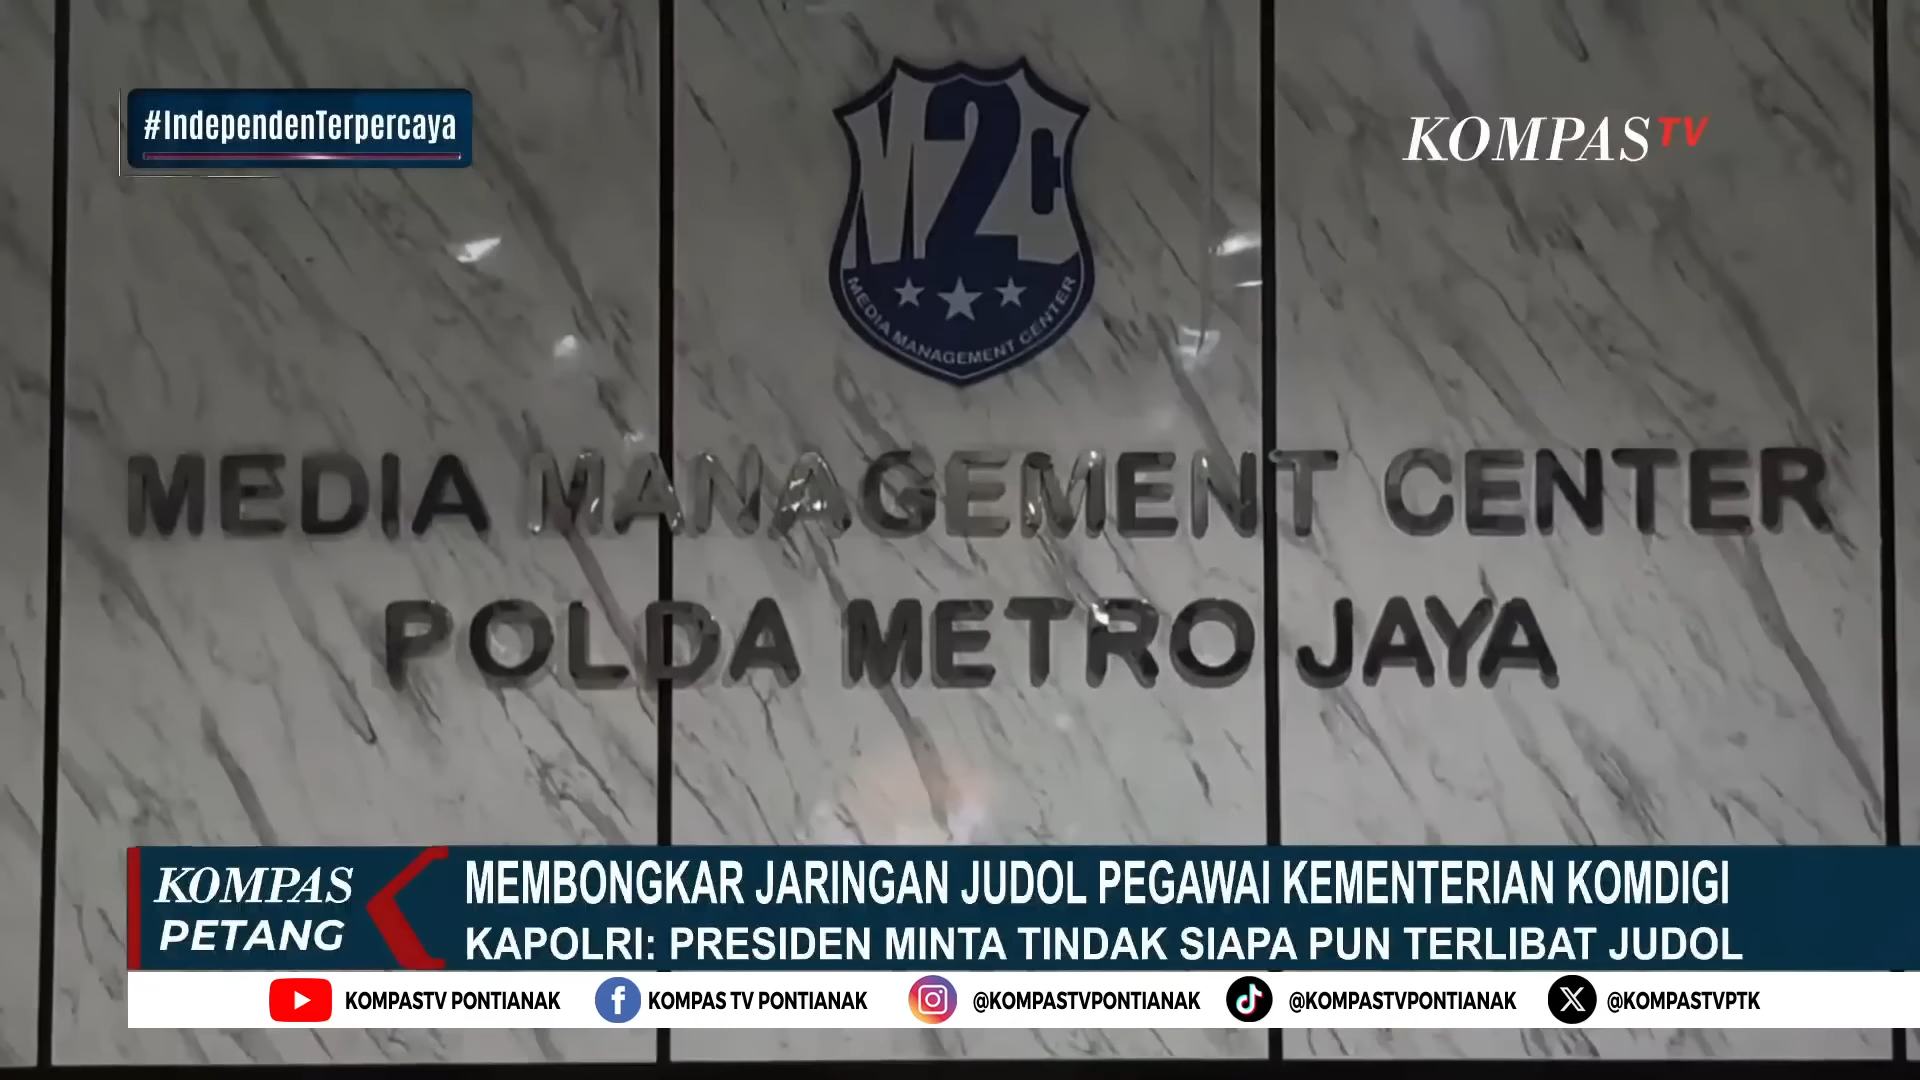 #IndependenTerpercaya
KOMPAS TV
M2C
MEDIA MANAGEMENT CENTER
MEDIA MANAGEMENT CENTER
POLDA METRO JAYA
KOMPAS
PETANG
MEMBONGKAR JARINGAN JUDOL PEGAWAI KEMENTERIAN KOMDIGI
KAPOLRI: PRESIDEN MINTA TINDAK SIAPA PUN TERLIBAT JUDOL
KOMPASTV PONTIANAK KOMPAS TV PONTIANAK @KOMPASTVPONTIANAK @KOMPASTVPONTIANAK @KOMPASTVPTK